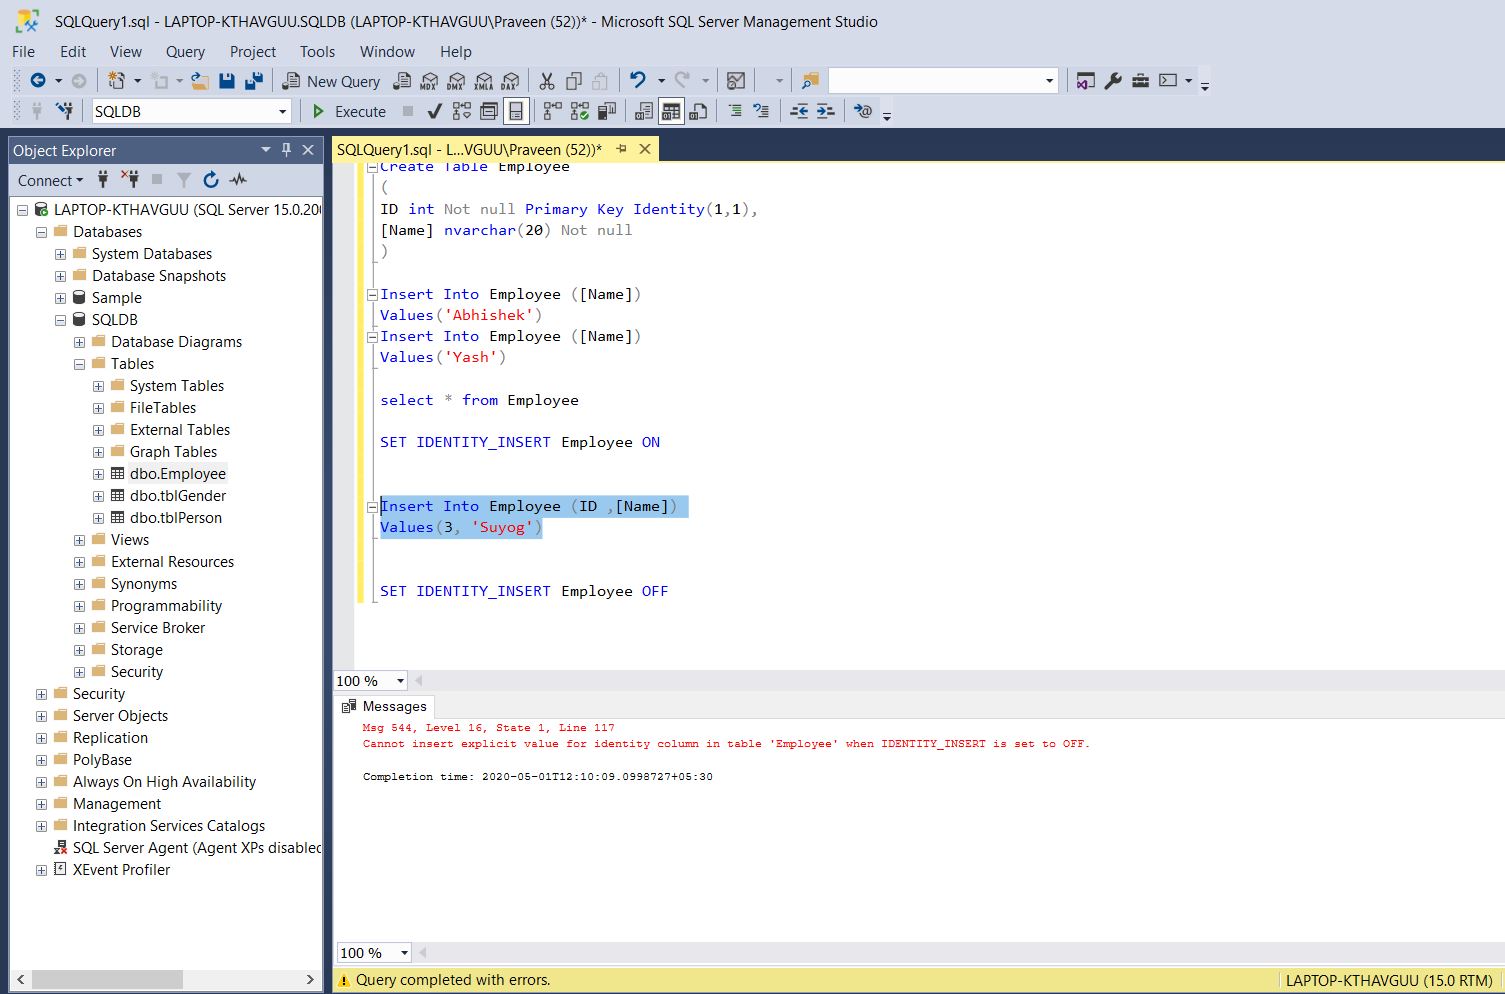 SQLQuery1.sql - LAPTOP-KTHAVGUU.SQLDB (LAPTOP-KTHAVGUU\Praveen (52))* - Microsoft SQL Server Management Studio
File Edit View Query Project Tools Window Help
New Query MDX DMX XMLA DAX
SQLDB Execute
Object Explorer
Connect
LAPTOP-KTHAVGUU (SQL Server 15.0.20
Databases
System Databases
Database Snapshots
Sample
SQLDB
Database Diagrams
Tables
System Tables
FileTables
External Tables
Graph Tables
dbo.Employee
dbo.tblGender
dbo.tblPerson
Views
External Resources
Synonyms
Programmability
Service Broker
Storage
Security
Security
Server Objects
Replication
PolyBase
Always On High Availability
Management
Integration Services Catalogs
SQL Server Agent (Agent XPs disabled
XEvent Profiler
SQLQuery1.sql - L...VGUU\Praveen (52))*
Create Table Employee
(
ID int Not null Primary Key Identity(1,1),
[Name] nvarchar(20) Not null
)
Insert Into Employee ([Name])
Values('Abhishek')
Insert Into Employee ([Name])
Values('Yash')
select * from Employee
SET IDENTITY_INSERT Employee ON
Insert Into Employee (ID ,[Name])
Values(3, 'Suyog')
SET IDENTITY_INSERT Employee OFF
100 %
Messages
Msg 544, Level 16, State 1, Line 117
Cannot insert explicit value for identity column in table 'Employee' when IDENTITY_INSERT is set to OFF.
Completion time: 2020-05-01T12:10:09.0998727+05:30
100 %
Query completed with errors.
LAPTOP-KTHAVGUU (15.0 RTM)